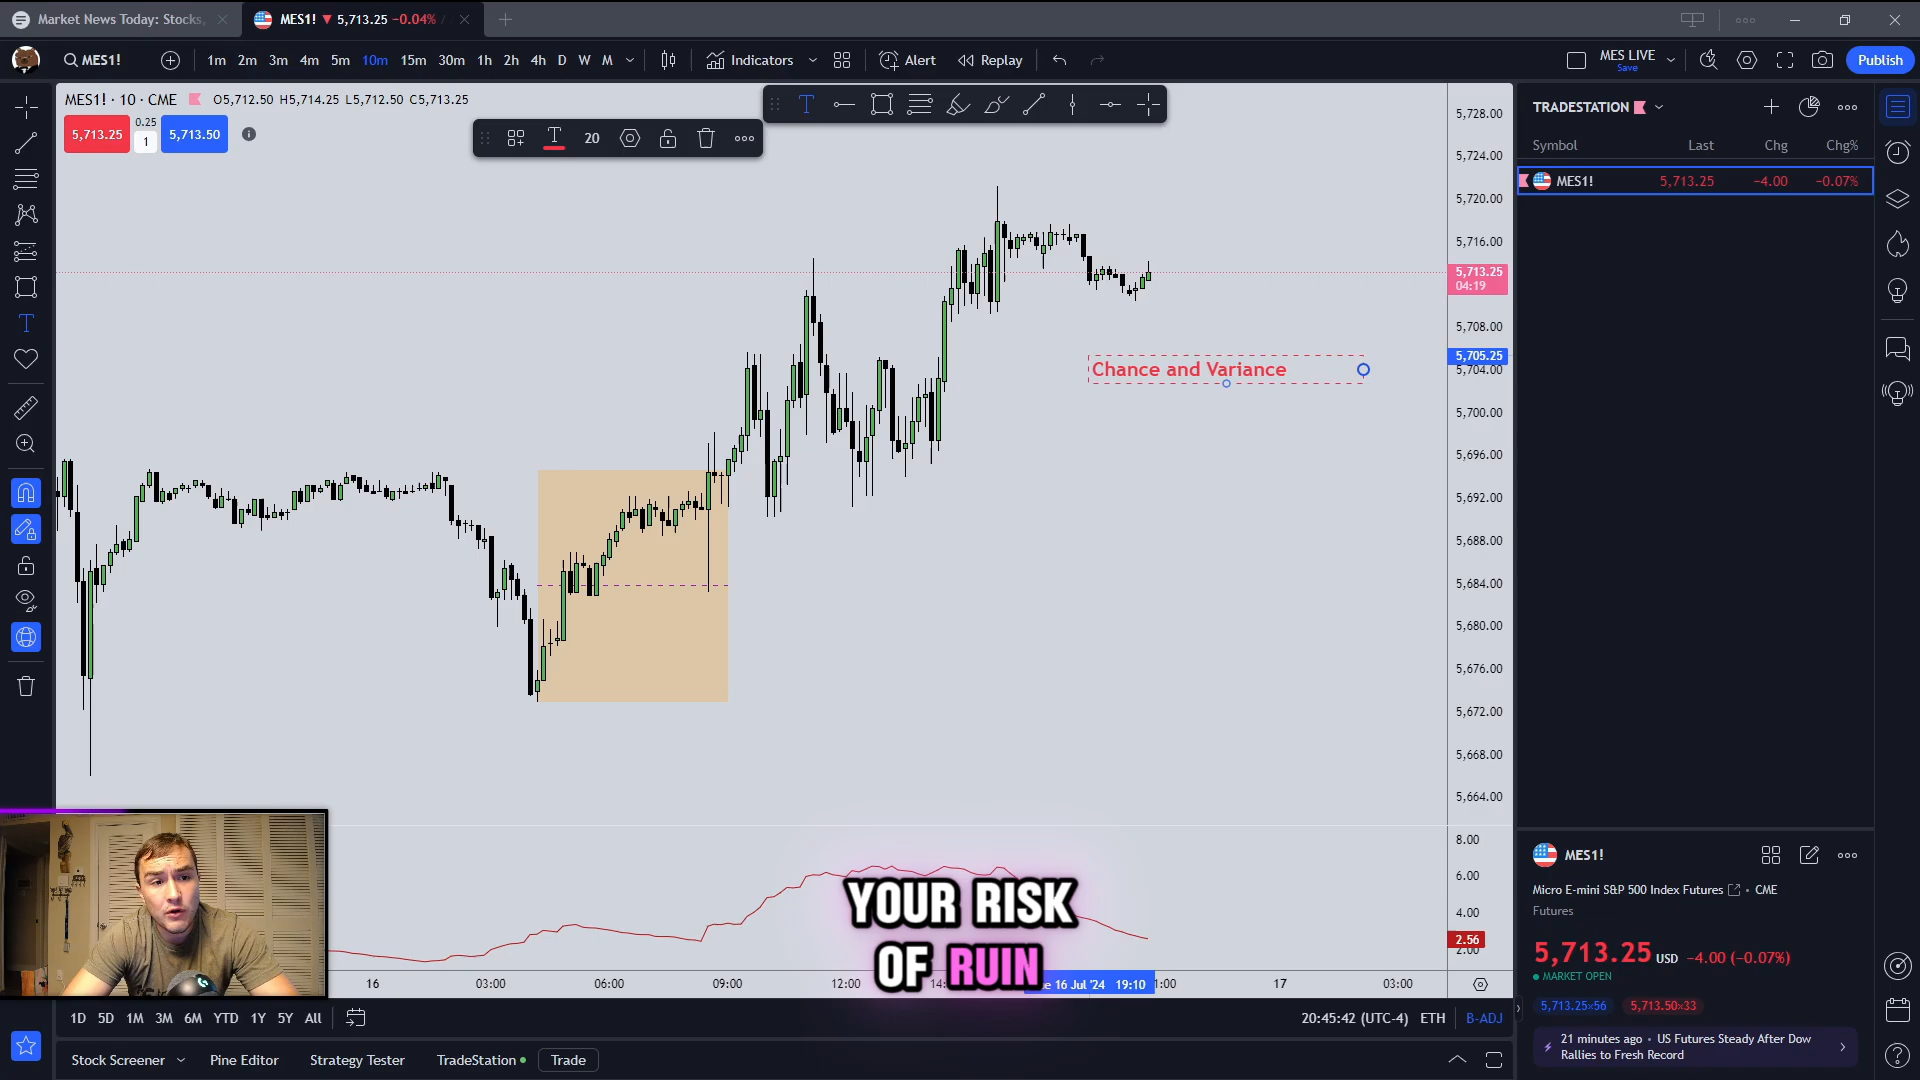 Market News Today: Stocks,
MES1! ▼ 5,713.25 −0.04% /
MES1!
1m 2m 3m 4m 5m 10m 15m 30m 1h 2h 4h D W M
Indicators
Alert
Replay
MES LIVE
Save
Publish
MES1! · 10 · CME O5,712.50 H5,714.25 L5,712.50 C5,713.25
5,713.25
0.25
1
5,713.50
20
TRADESTATION
Symbol Last Chg Chg%
MES1! 5,713.25 −4.00 −0.07%
5,728.00
5,724.00
5,720.00
5,716.00
5,713.25
04:19
5,708.00
5,705.25
5,704.00
5,700.00
5,696.00
5,692.00
5,688.00
5,684.00
5,680.00
5,676.00
5,672.00
5,668.00
5,664.00
Chance and Variance
8.00
6.00
4.00
2.56
2.00
YOUR RISK
OF RUIN
16 03:00 06:00 09:00 12:00 16 Jul '24 19:10 17 03:00
1D 5D 1M 3M 6M YTD 1Y 5Y All
20:45:42 (UTC-4) ETH B-ADJ
Stock Screener Pine Editor Strategy Tester TradeStation Trade
MES1!
Micro E-mini S&P 500 Index Futures • CME
Futures
5,713.25 USD −4.00 (−0.07%)
MARKET OPEN
5,713.25×56 5,713.50×33
21 minutes ago • US Futures Steady After Dow
Rallies to Fresh Record